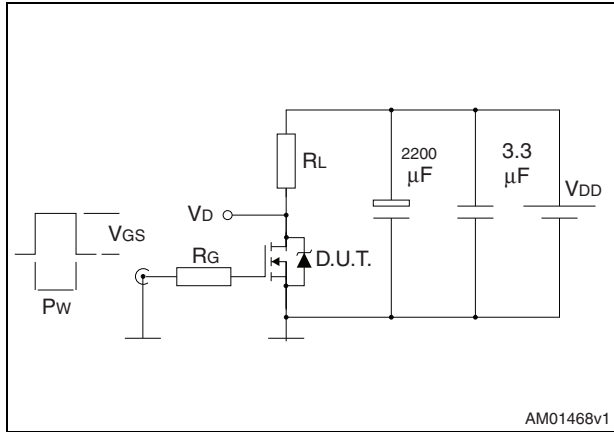 RL
2200
μF
3.3
μF
VDD
VD
VGS
RG
D.U.T.
PW
AM01468v1